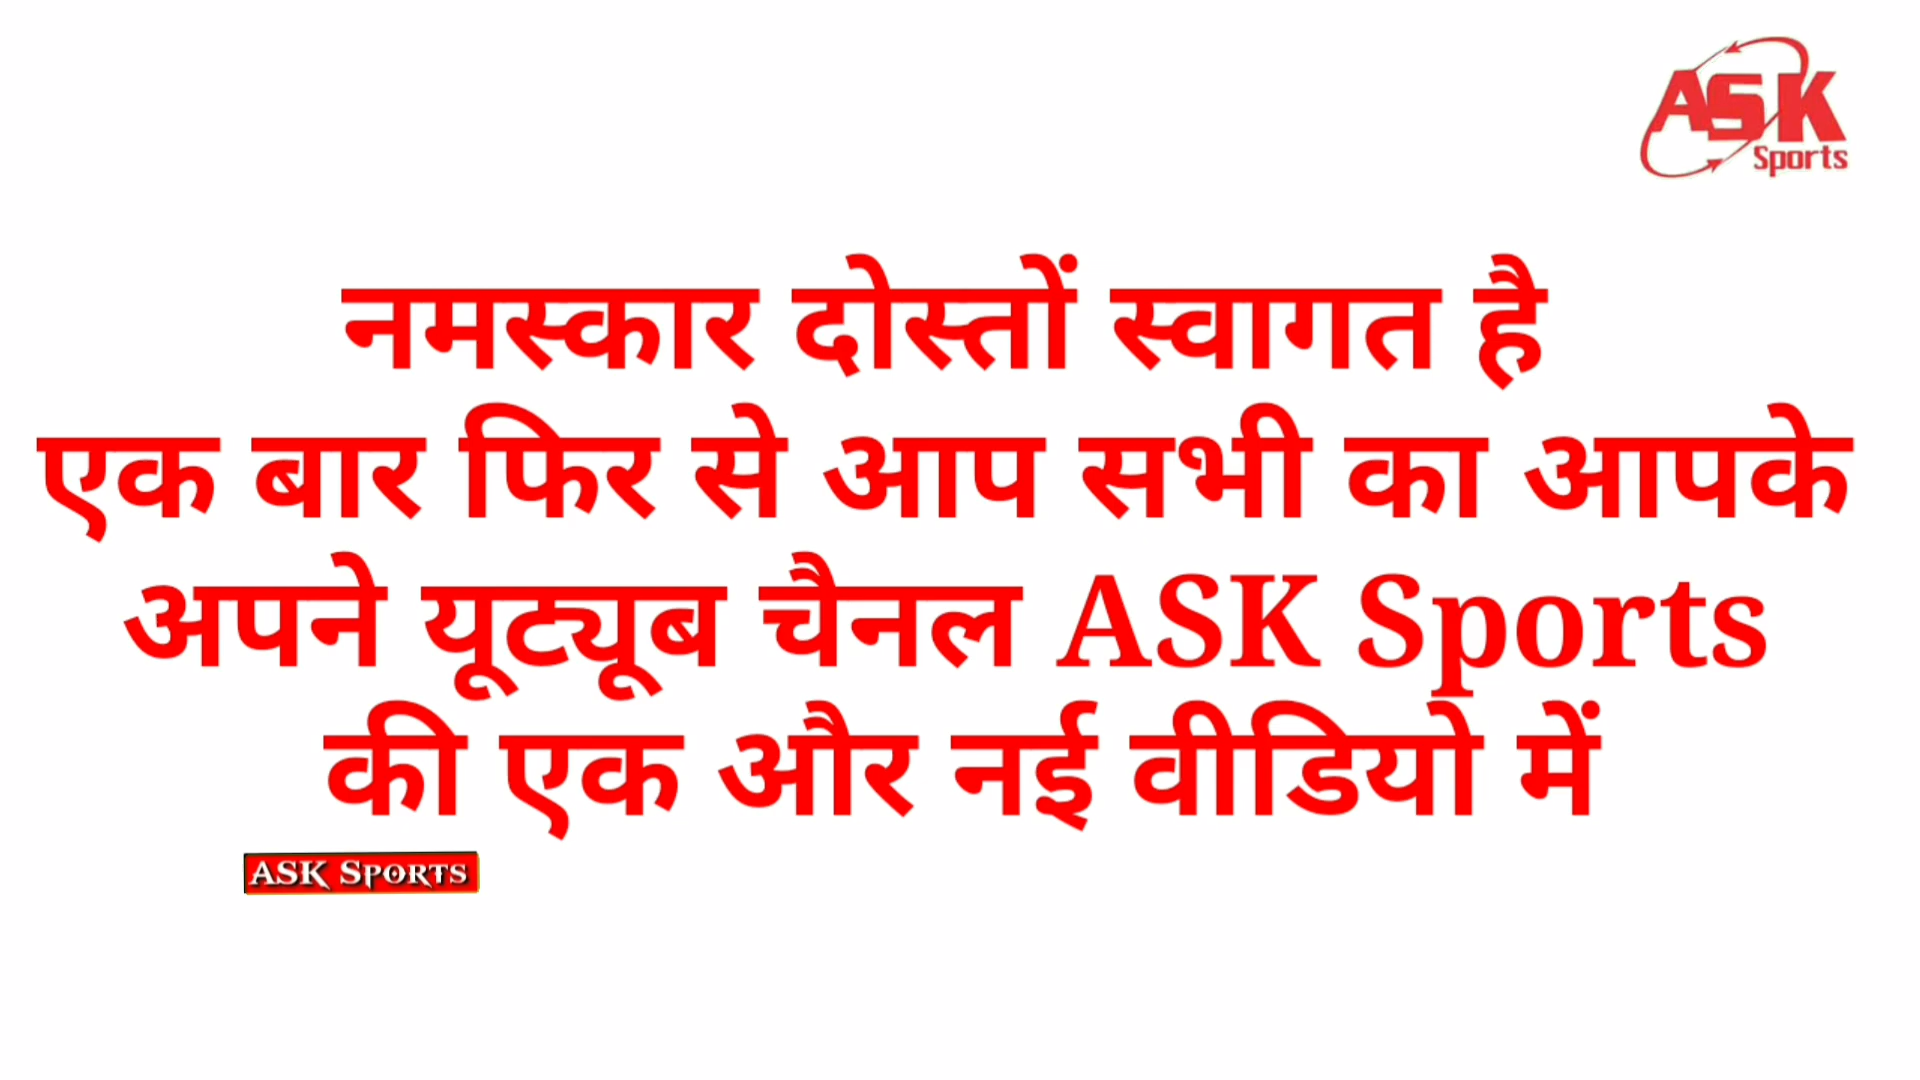 ASK
Sports
नमस्कार दोस्तों स्वागत है
एक बार फिर से आप सभी का आपके
अपने यूट्यूब चैनल ASK Sports
की एक और नई वीडियो में
ASK SPORTS